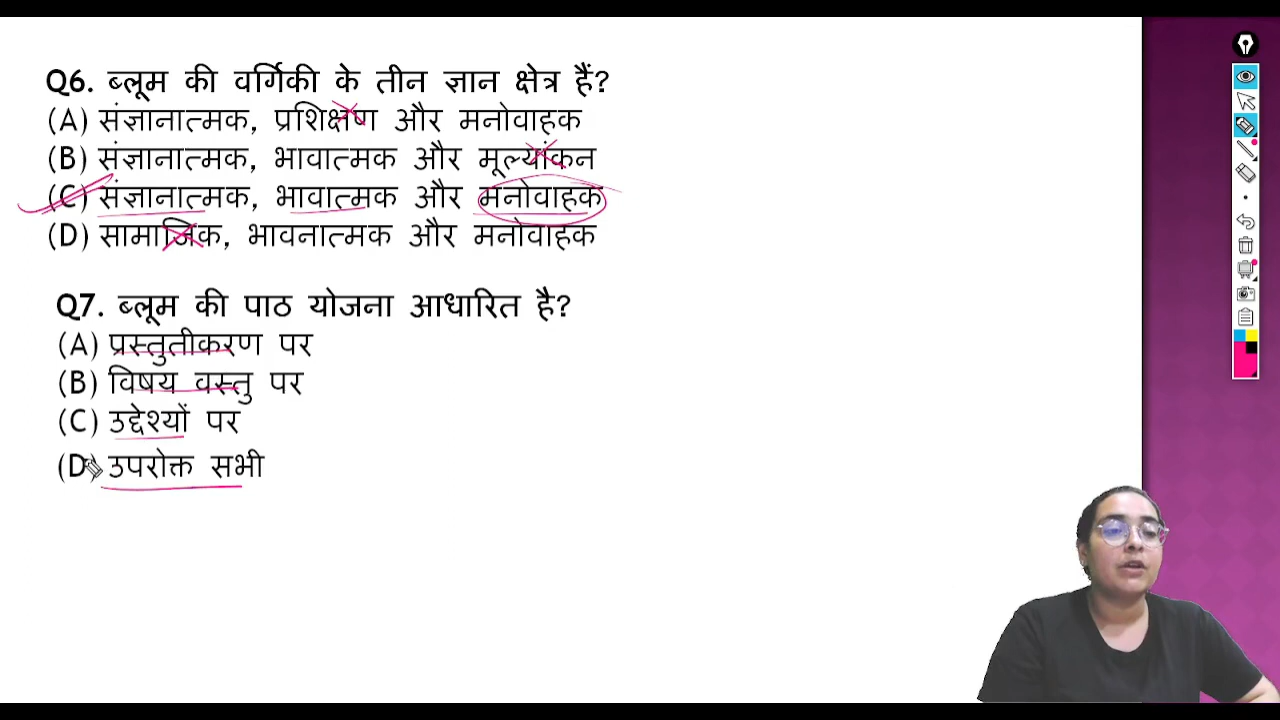 Q6. ब्लूम की वर्गिकी के तीन ज्ञान क्षेत्र हैं?
(A) संज्ञानात्मक, प्रशिक्षण और मनोवाहक
(B) संज्ञानात्मक, भावात्मक और मूल्यांकन
(C) संज्ञानात्मक, भावात्मक और मनोवाहक
(D) सामाजिक, भावनात्मक और मनोवाहक
Q7. ब्लूम की पाठ योजना आधारित है?
(A) प्रस्तुतीकरण पर
(B) विषय वस्तु पर
(C) उद्देश्यों पर
(D) उपरोक्त सभी